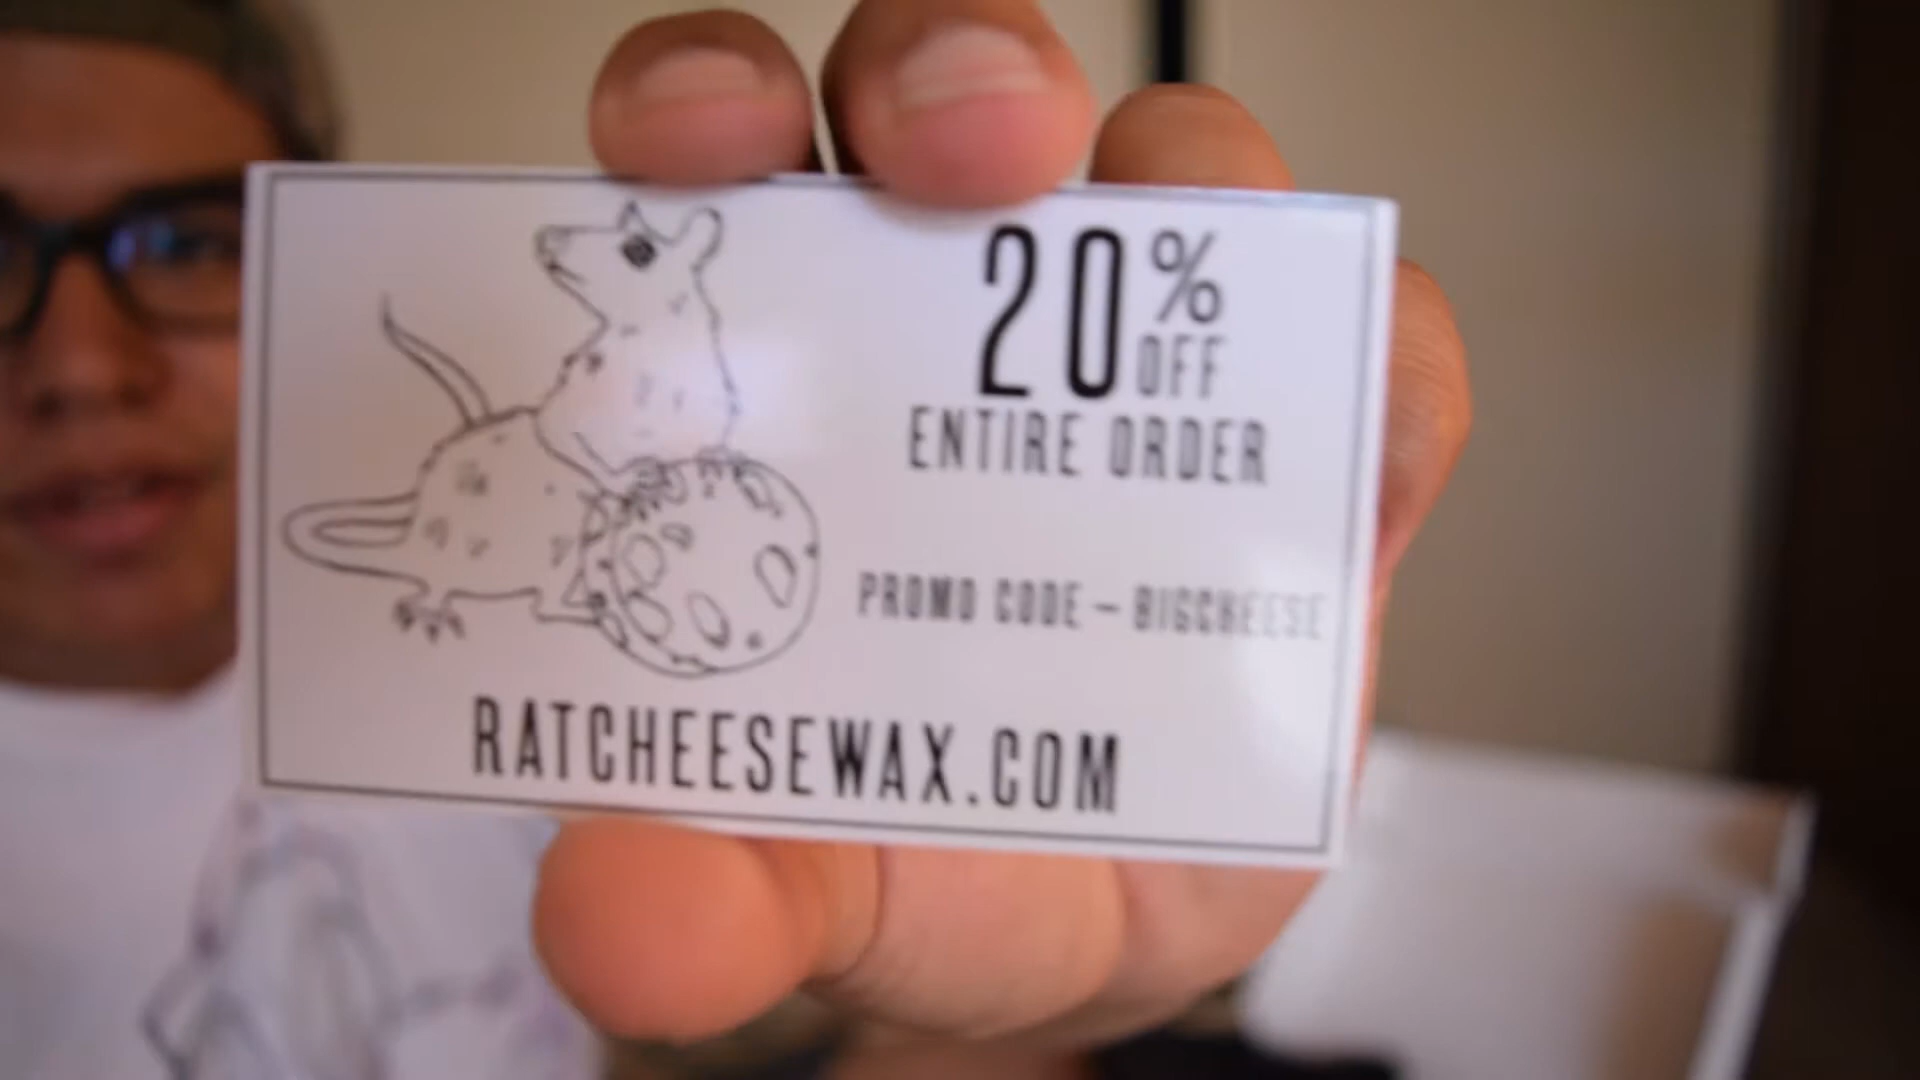 20%
OFF
ENTIRE ORDER
PROMO CODE – BIGCHEESE
RATCHEESEWAX.COM